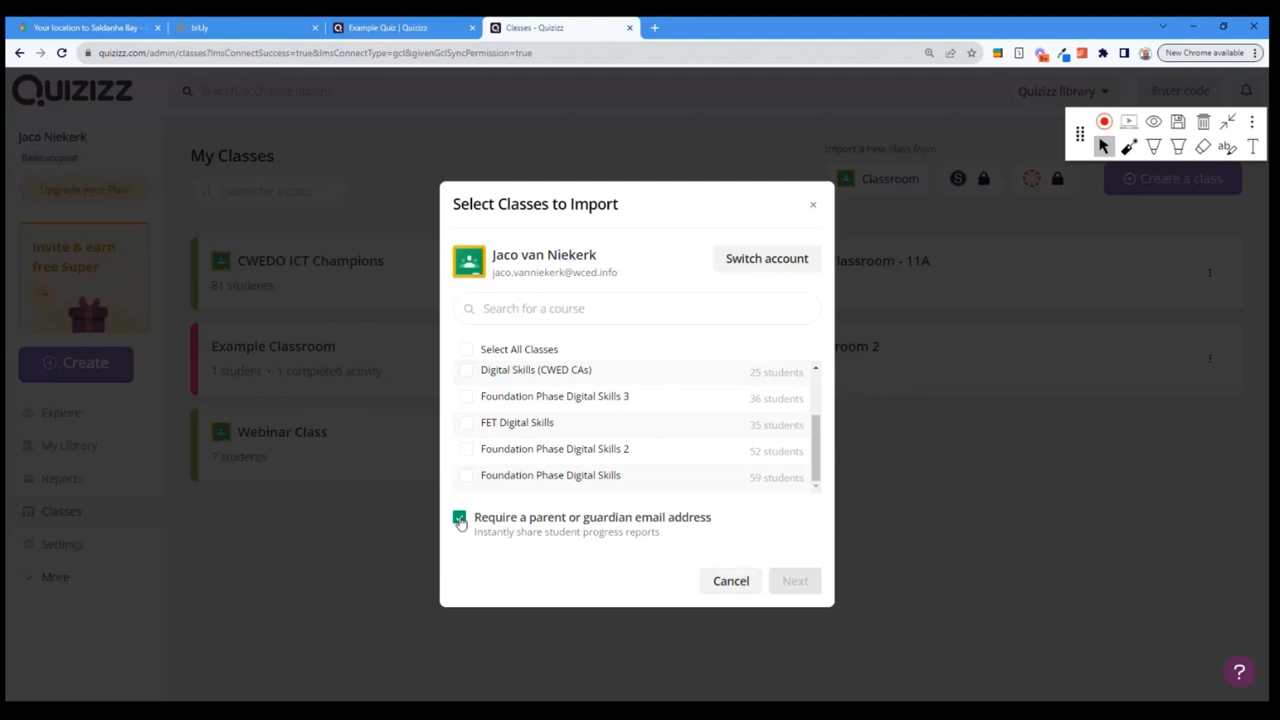 Your location to Saldanha Bay -
bit.ly
Example Quiz | Quizizz
Classes - Quizizz
quizizz.com/admin/classes?lmsConnectSuccess=true&lmsConnectType=gcl&givenGclSyncPermission=true
New Chrome available
QUIZIZZ
Search in Quizizz library
Quizizz library
Enter code
Jaco Niekerk
Basic account
Upgrade your Plan
Invite & earn
free Super
Create
Explore
My Library
Reports
Classes
Settings
More
My Classes
Search for a class
Import a new class from
Classroom
S
Create a class
CWEDO ICT Champions
81 students
Classroom - 11A
Example Classroom
1 student • 1 completed activity
room 2
Webinar Class
7 students
Select Classes to Import
Jaco van Niekerk
jaco.vanniekerk@wced.info
Switch account
Search for a course
Select All Classes
Digital Skills (CWED CAs) 25 students
Foundation Phase Digital Skills 3 36 students
FET Digital Skills 35 students
Foundation Phase Digital Skills 2 52 students
Foundation Phase Digital Skills 59 students
Require a parent or guardian email address
Instantly share student progress reports
Cancel
Next
?